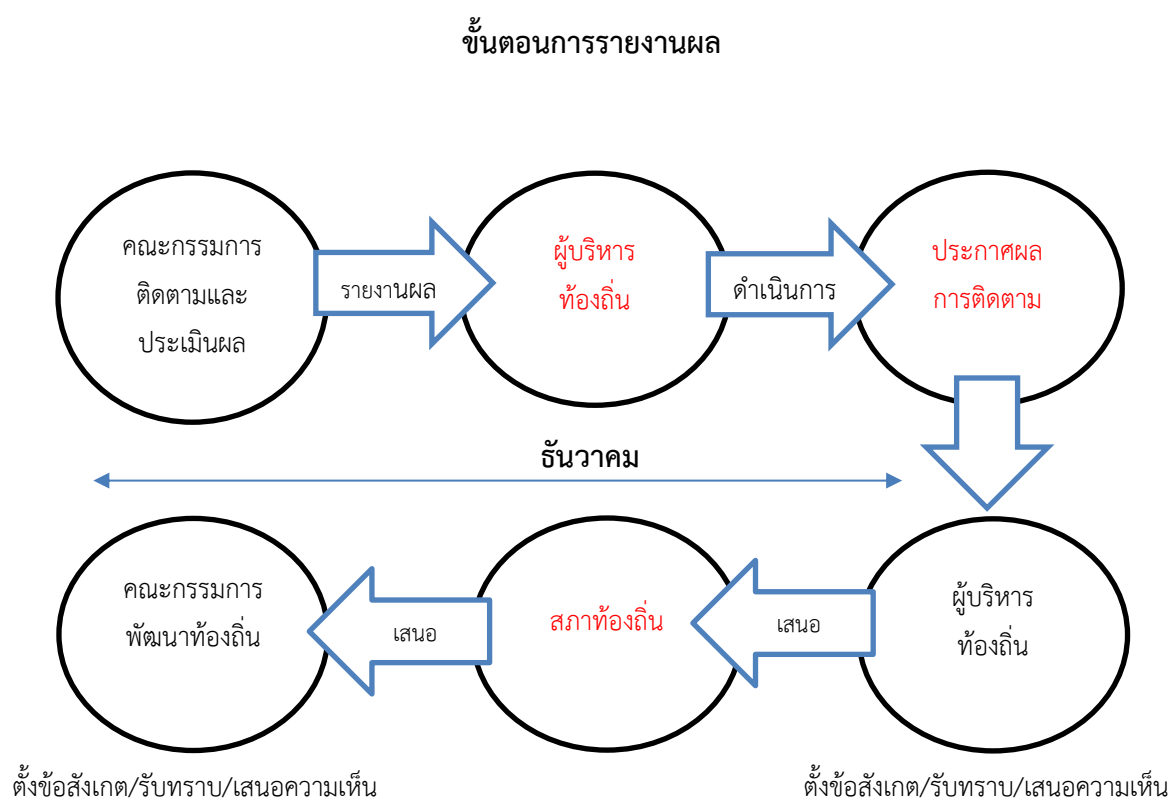 ขั้นตอนการรายงานผล
คณะกรรมการ
ติดตามและ
ประเมินผล
รายงานผล
ผู้บริหาร
ท้องถิ่น
ดำเนินการ
ประกาศผล
การติดตาม
ธันวาคม
คณะกรรมการ
พัฒนาท้องถิ่น
เสนอ
สภาท้องถิ่น
เสนอ
ผู้บริหาร
ท้องถิ่น
ตั้งข้อสังเกต/รับทราบ/เสนอความเห็น
ตั้งข้อสังเกต/รับทราบ/เสนอความเห็น